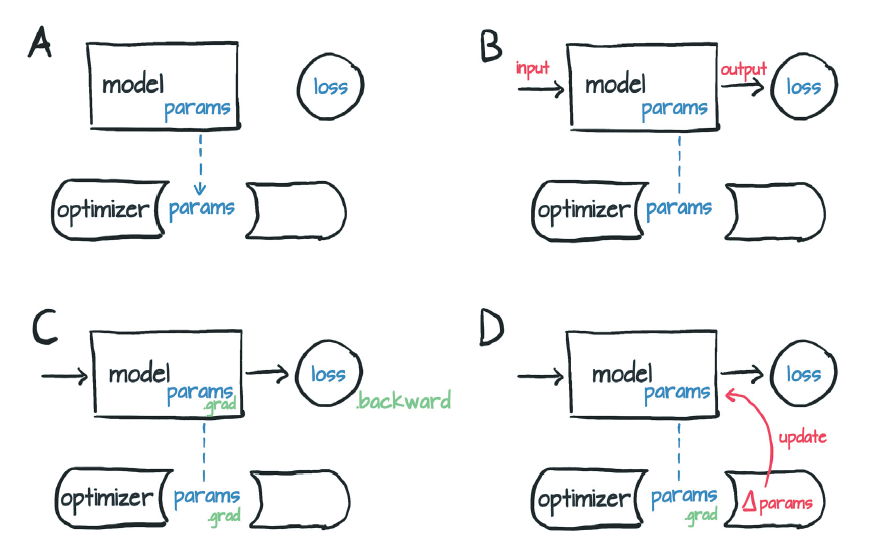 A
model
params
loss
optimizer
params
B
input
model
params
output
loss
optimizer
params
C
model
params
.grad
loss
.backward
optimizer
params
.grad
D
model
params
loss
update
optimizer
params
.grad
Δ params